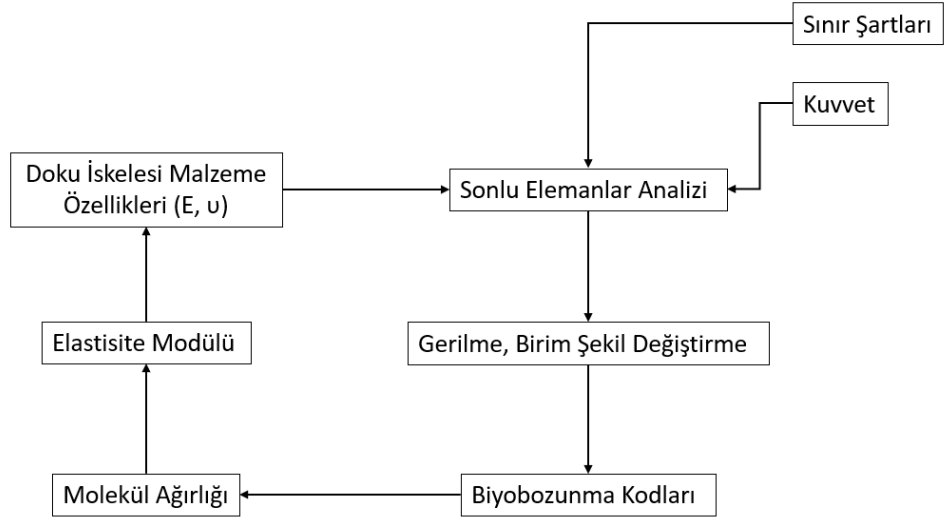 Sınır Şartları
Kuvvet
Doku İskelesi Malzeme
Özellikleri (E, υ)
Sonlu Elemanlar Analizi
Elastisite Modülü
Gerilme, Birim Şekil Değiştirme
Molekül Ağırlığı
Biyobozunma Kodları